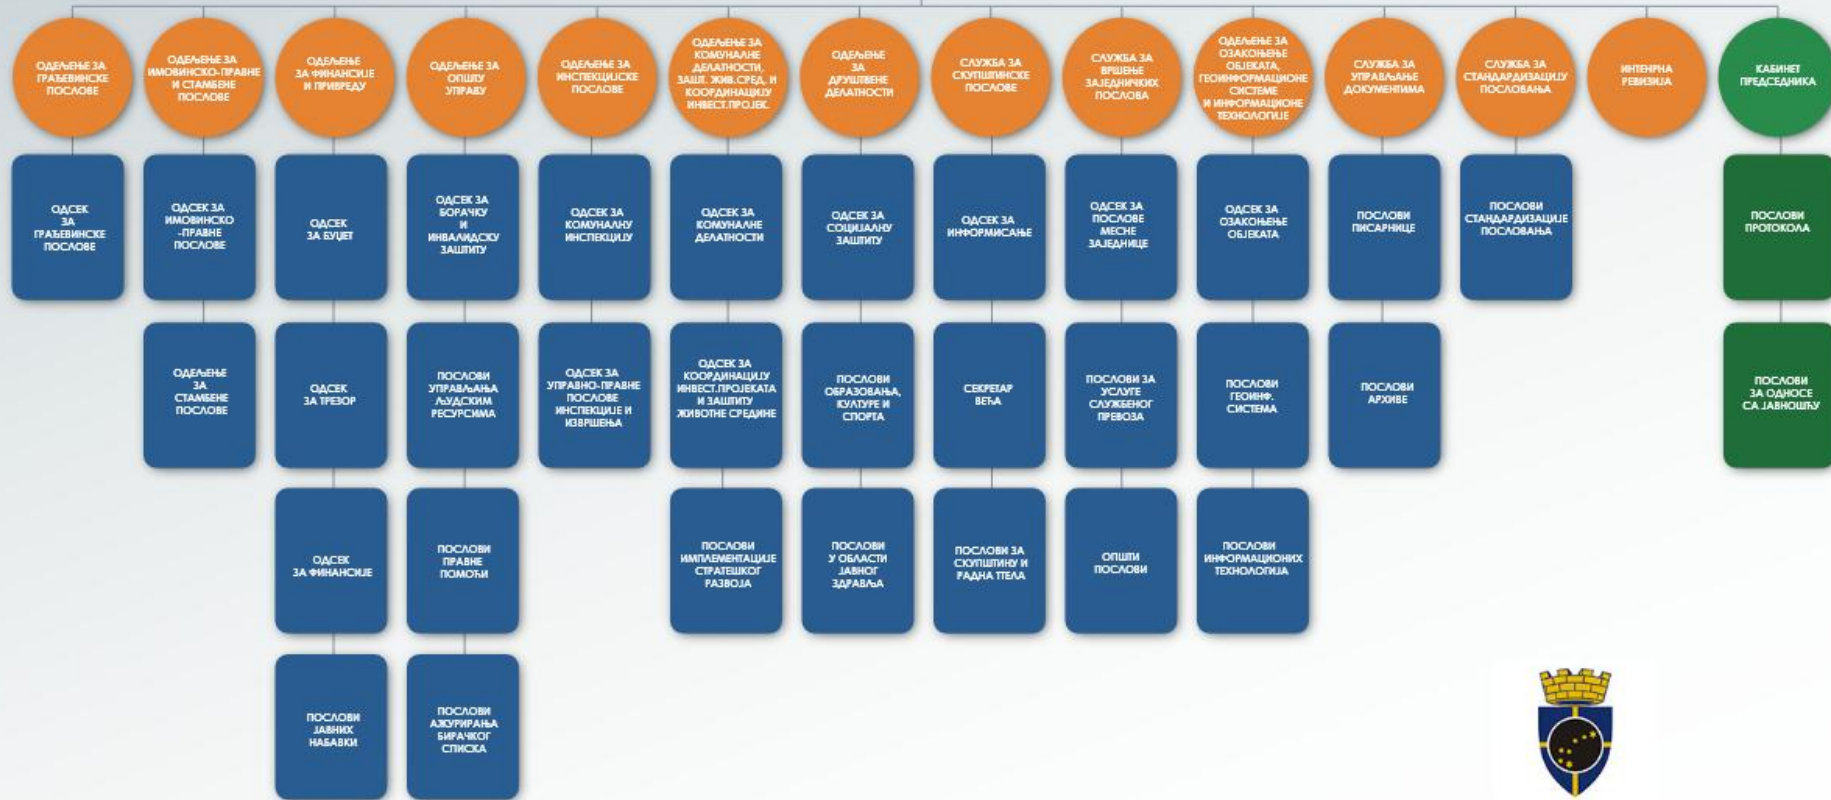 ОДЕЉЕЊЕ ЗА
ГРАЂЕВИНСКЕ
ПОСЛОВЕ
ОДЕЉЕЊЕ ЗА
ИМОВИНСКО-ПРАВНЕ
И СТАМБЕНЕ
ПОСЛОВЕ
ОДЕЉЕЊЕ
ЗА ФИНАНСИЈЕ
И ПРИВРЕДУ
ОДЕЉЕЊЕ ЗА
ОПШТУ
УПРАВУ
ОДЕЉЕЊЕ ЗА
ИНСПЕКЦИЈСКЕ
ПОСЛОВЕ
ОДЕЉЕЊЕ ЗА
КОМУНАЛНЕ
ДЕЛАТНОСТИ,
ЗАШТ. ЖИВ.СРЕД. И
КООРДИНАЦИЈУ
ИНВЕСТ.ПРОЈЕК.
ОДЕЉЕЊЕ
ЗА
ДРУШТВЕНЕ
ДЕЛАТНОСТИ
СЛУЖБА ЗА
СКУПШТИНСКЕ
ПОСЛОВЕ
СЛУЖБА ЗА
ВРШЕЊЕ
ЗАЈЕДНИЧКИХ
ПОСЛОВА
ОДЕЉЕЊЕ ЗА
ОЗАКОЊЕЊЕ
ОБЈЕКАТА,
ГЕОИНФОРМАЦИОНЕ
СИСТЕМЕ
И ИНФОРМАЦИОНЕ
ТЕХНОЛОГИЈЕ
СЛУЖБА ЗА
УПРАВЉАЊЕ
ДОКУМЕНТИМА
СЛУЖБА ЗА
СТАНДАРДИЗАЦИЈУ
ПОСЛОВАЊА
ИНТЕНРНА
РЕВИЗИЈА
КАБИНЕТ
ПРЕДСЕДНИКА
ОДСЕК
ЗА
ГРАЂЕВИНСКЕ
ПОСЛОВЕ
ОДСЕК ЗА
ИМОВИНСКО
-ПРАВНЕ
ПОСЛОВЕ
ОДСЕК
ЗА БУЏЕТ
ОДСЕК ЗА
БОРАЧКУ
И
ИНВАЛИДСКУ
ЗАШТИТУ
ОДСЕК ЗА
КОМУНАЛНУ
ИНСПЕКЦИЈУ
ОДСЕК ЗА
КОМУНАЛНЕ
ДЕЛАТНОСТИ
ОДСЕК ЗА
СОЦИЈАЛНУ
ЗАШТИТУ
ОДСЕК ЗА
ИНФОРМИСАЊЕ
ОДСЕК ЗА
ПОСЛОВЕ
МЕСНЕ
ЗАЈЕДНИЦЕ
ОДСЕК ЗА
ОЗАКОЊЕЊЕ
ОБЈЕКАТА
ПОСЛОВИ
ПИСАРНИЦЕ
ПОСЛОВИ
СТАНДАРДИЗАЦИЈЕ
ПОСЛОВАЊА
ПОСЛОВИ
ПРОТОКОЛА
ОДЕЉЕЊЕ
ЗА
СТАМБЕНЕ
ПОСЛОВЕ
ОДСЕК
ЗА ТРЕЗОР
ПОСЛОВИ
УПРАВЉАЊА
ЉУДСКИМ
РЕСУРСИМА
ОДСЕК ЗА
УПРАВНО-ПРАВНЕ
ПОСЛОВЕ
ИНСПЕКЦИЈЕ И
ИЗВРШЕЊА
ОДСЕК ЗА
КООРДИНАЦИЈУ
ИНВЕСТ.ПРОЈЕКАТА
И ЗАШТИТУ
ЖИВОТНЕ СРЕДИНЕ
ПОСЛОВИ
ОБРАЗОВАЊА,
КУЛТУРЕ И
СПОРТА
СЕКРЕТАР
ВЕЋА
ПОСЛОВИ ЗА
УСЛУГЕ
СЛУЖБЕНОГ
ПРЕВОЗА
ПОСЛОВИ
ГЕОИНФ.
СИСТЕМА
ПОСЛОВИ
АРХИВЕ
ПОСЛОВИ
ЗА ОДНОСЕ
СА ЈАВНОШЋУ
ОДСЕК
ЗА ФИНАНСИЈЕ
ПОСЛОВИ
ПРАВНЕ
ПОМОЋИ
ПОСЛОВИ
ИМПЛЕМЕНТАЦИЈЕ
СТРАТЕШКОГ
РАЗВОЈА
ПОСЛОВИ
У ОБЛАСТИ
ЈАВНОГ
ЗДРАВЉА
ПОСЛОВИ ЗА
СКУПШТИНУ И
РАДНА ТЕЛА
ОПШТИ
ПОСЛОВИ
ПОСЛОВИ
ИНФОРМАЦИОНИХ
ТЕХНОЛОГИЈА
ПОСЛОВИ
ЈАВНИХ
НАБАВКИ
ПОСЛОВИ
АЖУРИРАЊА
БИРАЧКОГ
СПИСКА